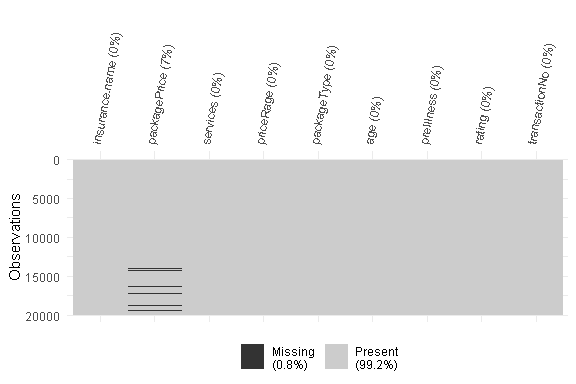 insurance.name (0%)
packagePrice (7%)
services (0%)
priceRage (0%)
packageType (0%)
age (0%)
preIllness (0%)
rating (0%)
transactionNo (0%)
Observations
0
5000
10000
15000
20000
Missing
(0.8%)
Present
(99.2%)